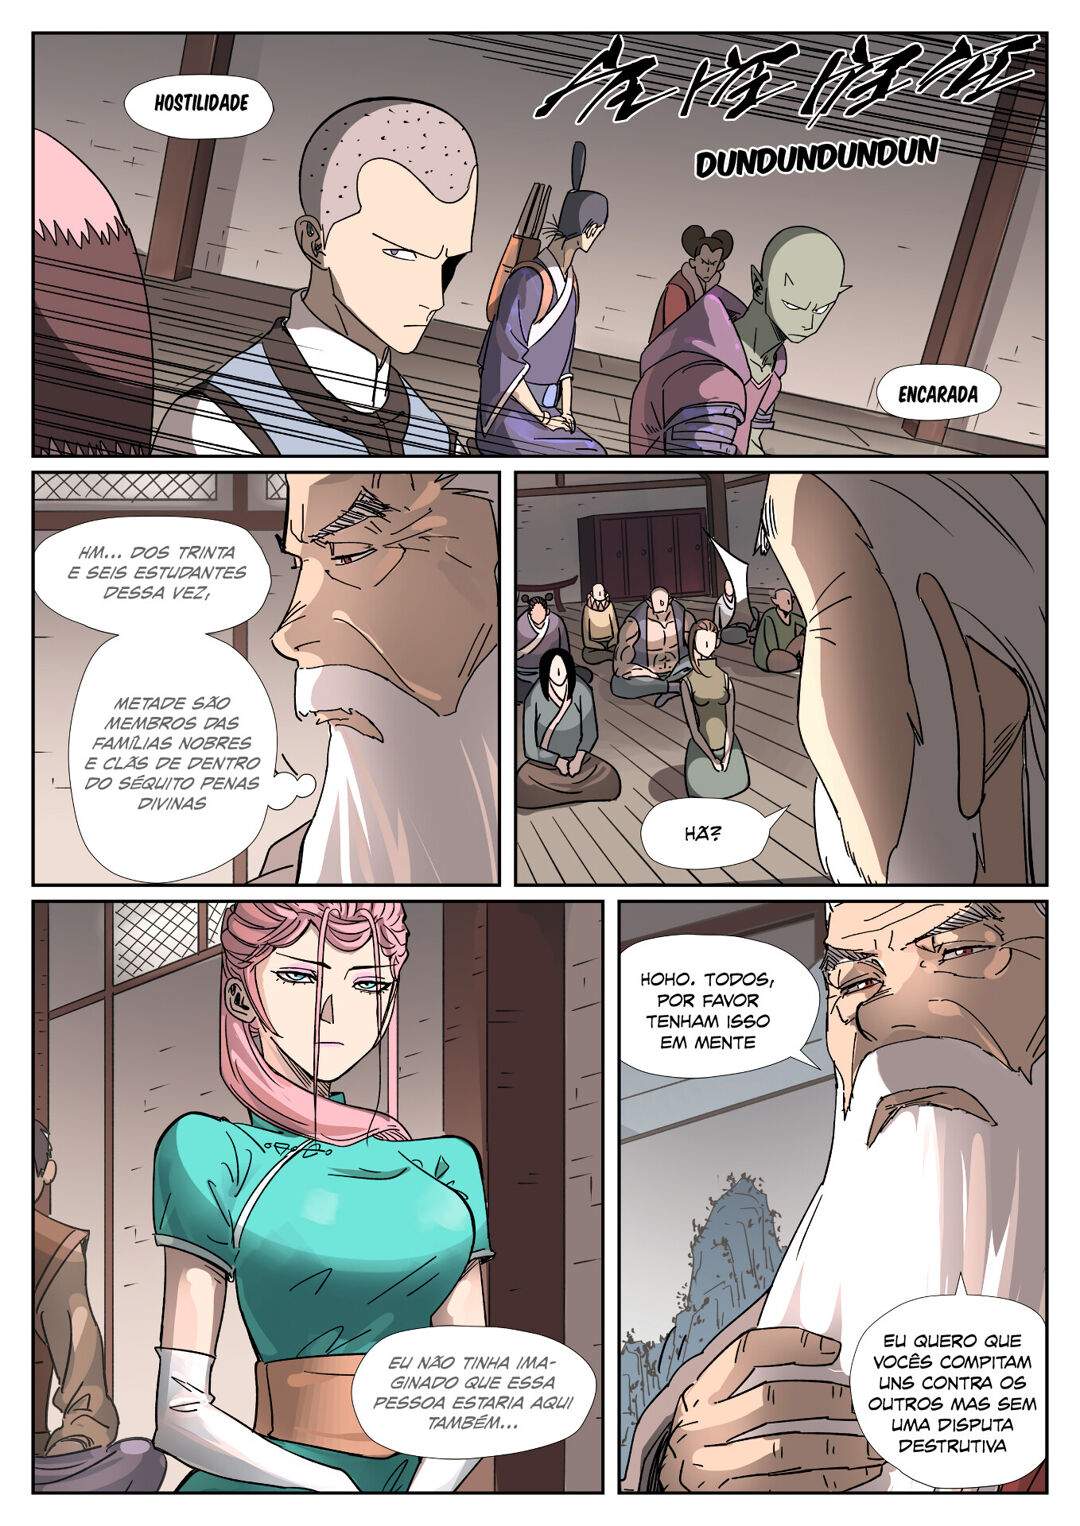 HOSTILIDADE
DUNDUNDUNDUN
ENCARADA
HM... DOS TRINTA
E SEIS ESTUDANTES
DESSA VEZ,
METADE SÃO
MEMBROS DAS
FAMÍLIAS NOBRES
E CLÃS DE DENTRO
DO SÉQUITO PENAS
DIVINAS
HÃ?
EU NÃO TINHA IMA-
GINADO QUE ESSA
PESSOA ESTARIA AQUI
TAMBÉM...
HOHO. TODOS,
POR FAVOR
TENHAM ISSO
EM MENTE
EU QUERO QUE
VOCÊS COMPITAM
UNS CONTRA OS
OUTROS MAS SEM
UMA DISPUTA
DESTRUTIVA